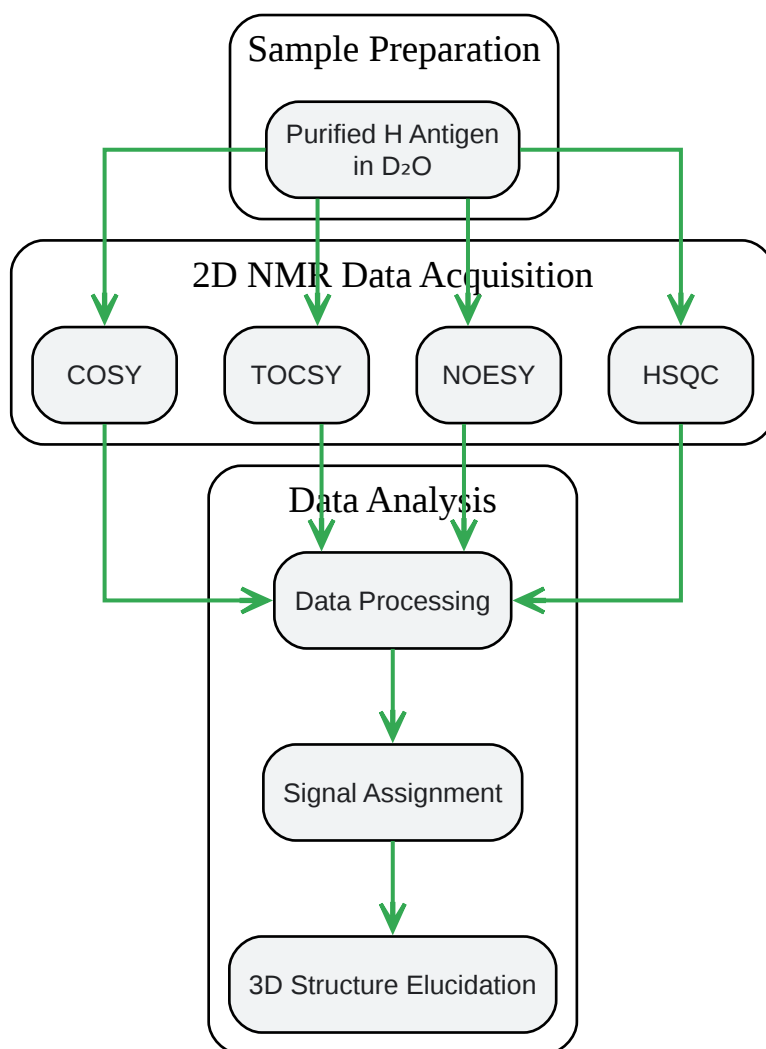 Sample Preparation
Purified H Antigen
in D₂O
2D NMR Data Acquisition
COSY
TOCSY
NOESY
HSQC
Data Analysis
Data Processing
Signal Assignment
3D Structure Elucidation